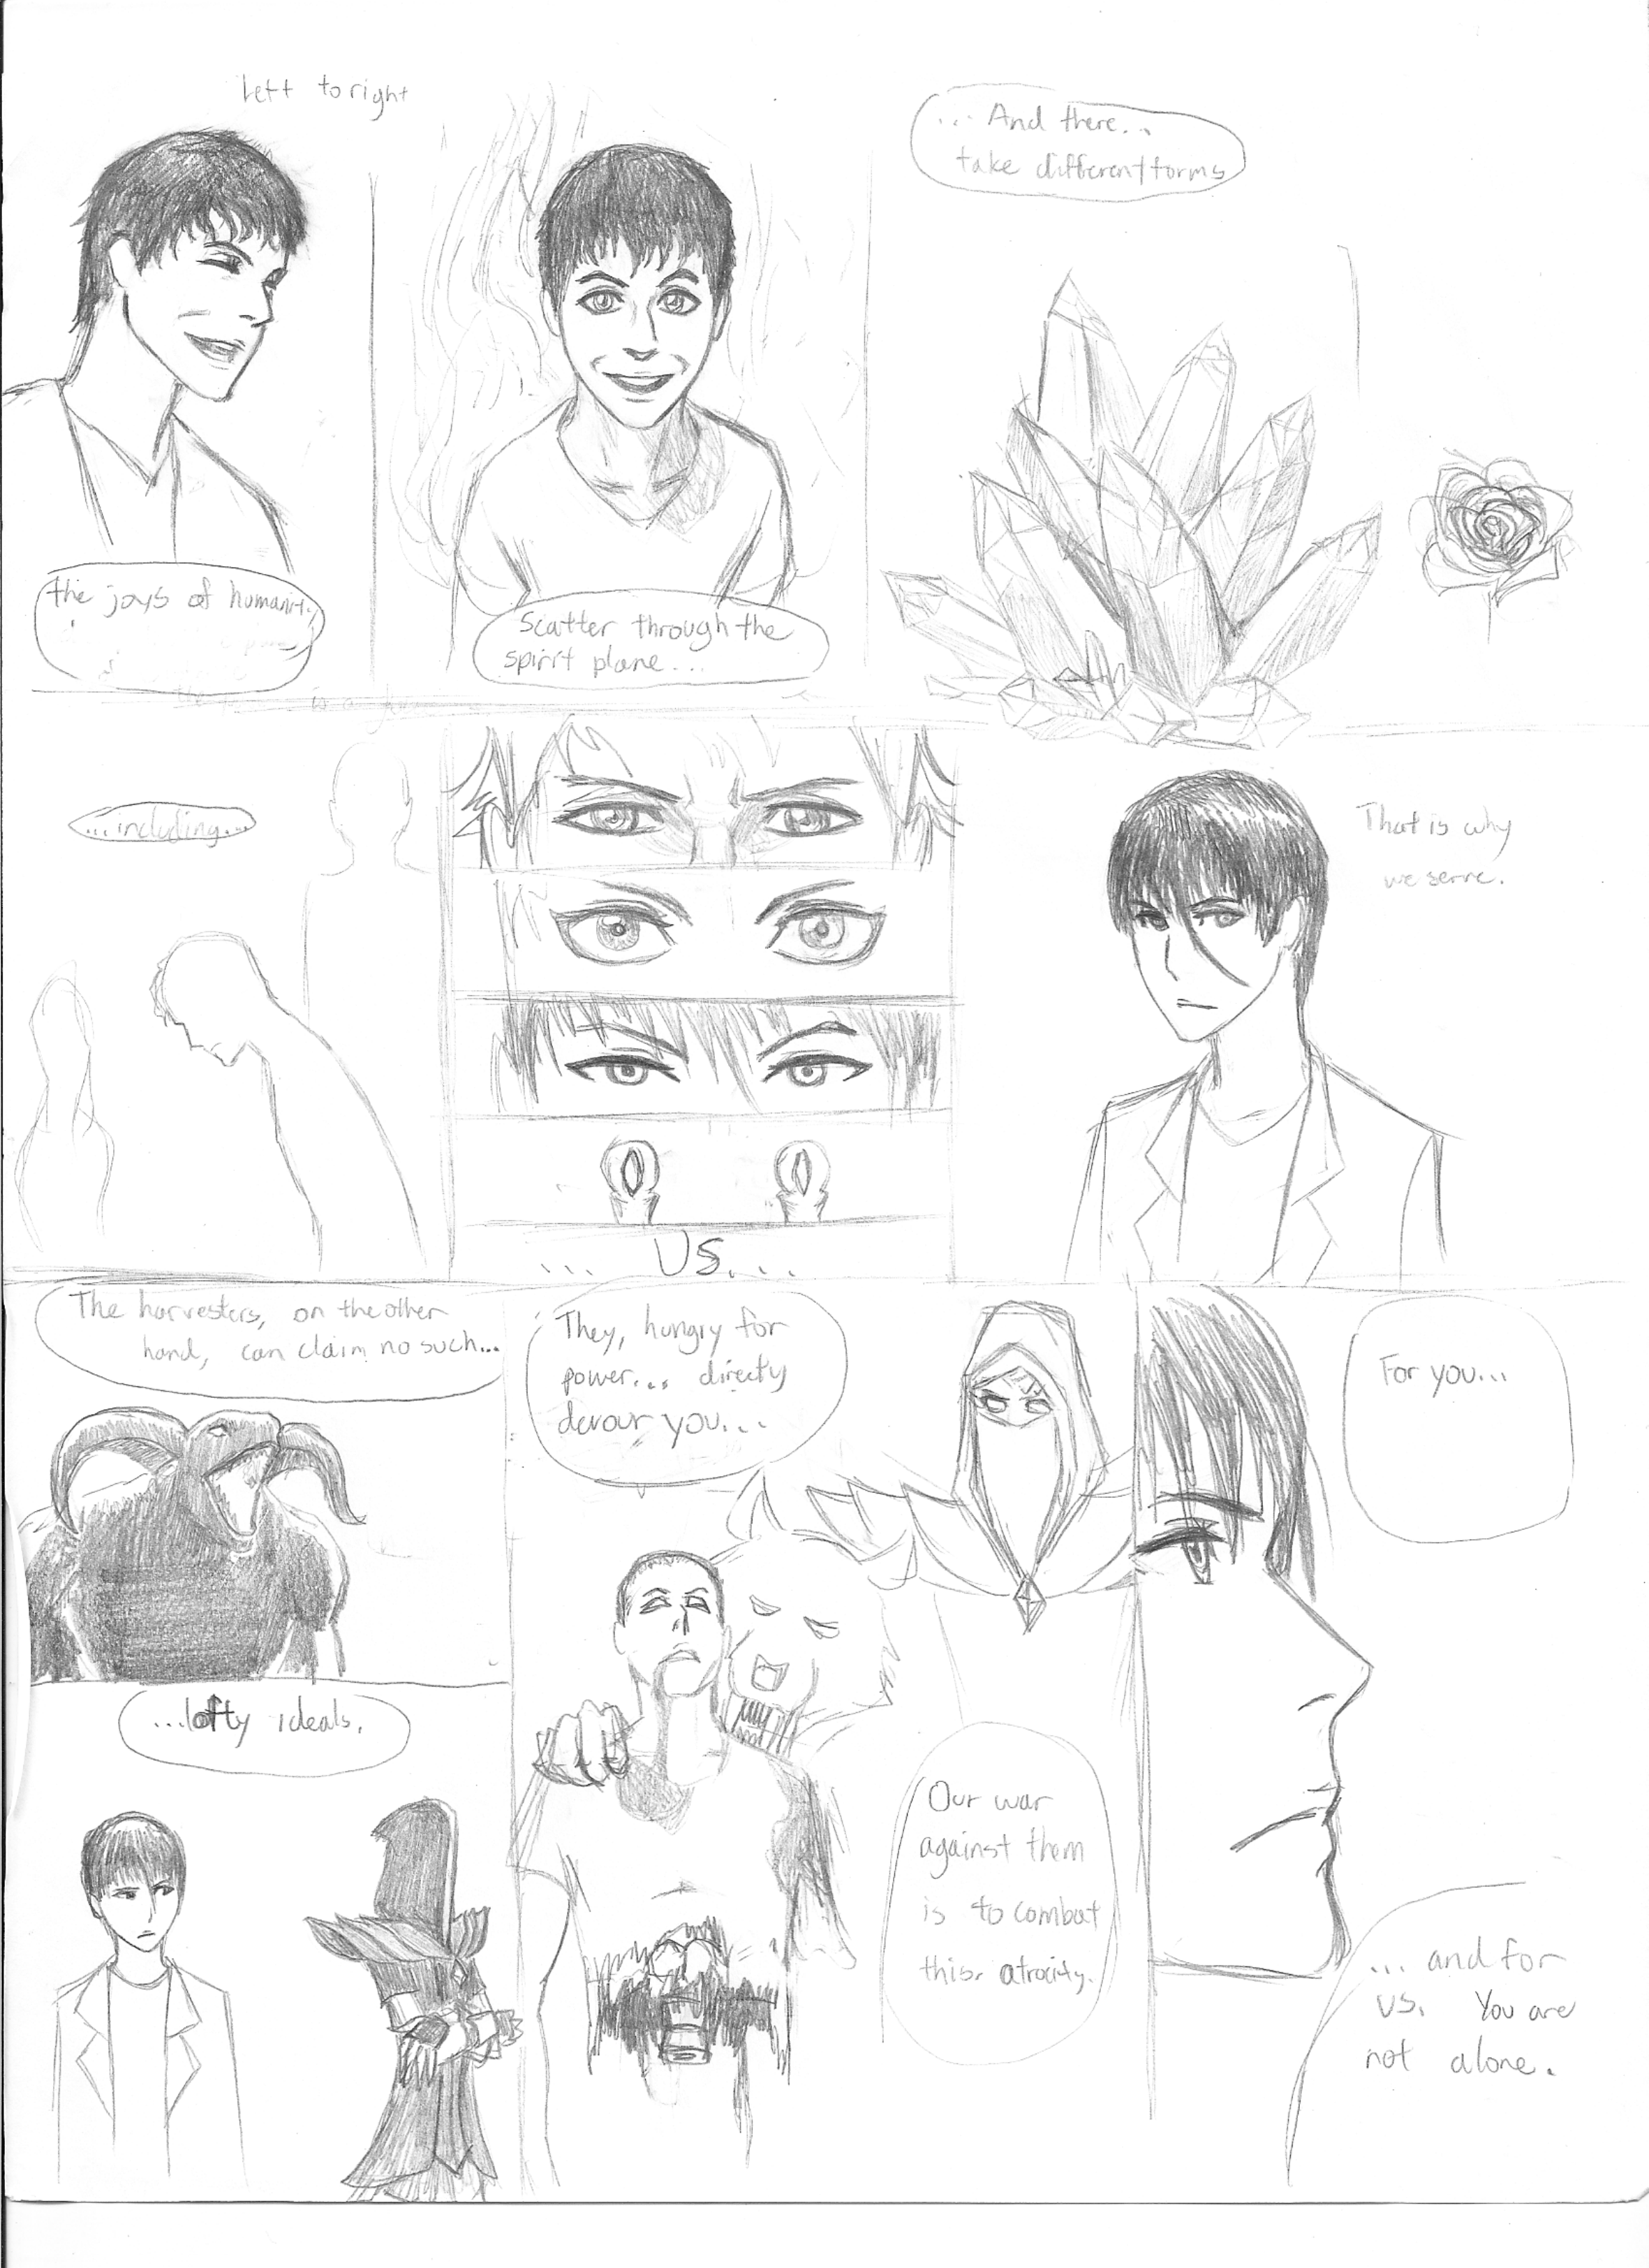 Left to right
the joys of humanity
Scatter through the
spirit plane...
... And there...
take different forms
...including...
... US...
That is why
we serve.
The harvesters, on the other
hand, can claim no such...
...lofty ideals.
They, hungry for
power... directly
devour you...
Our war
against them
is to combat
this atrocity.
For you...
... and for
us. You are
not alone.